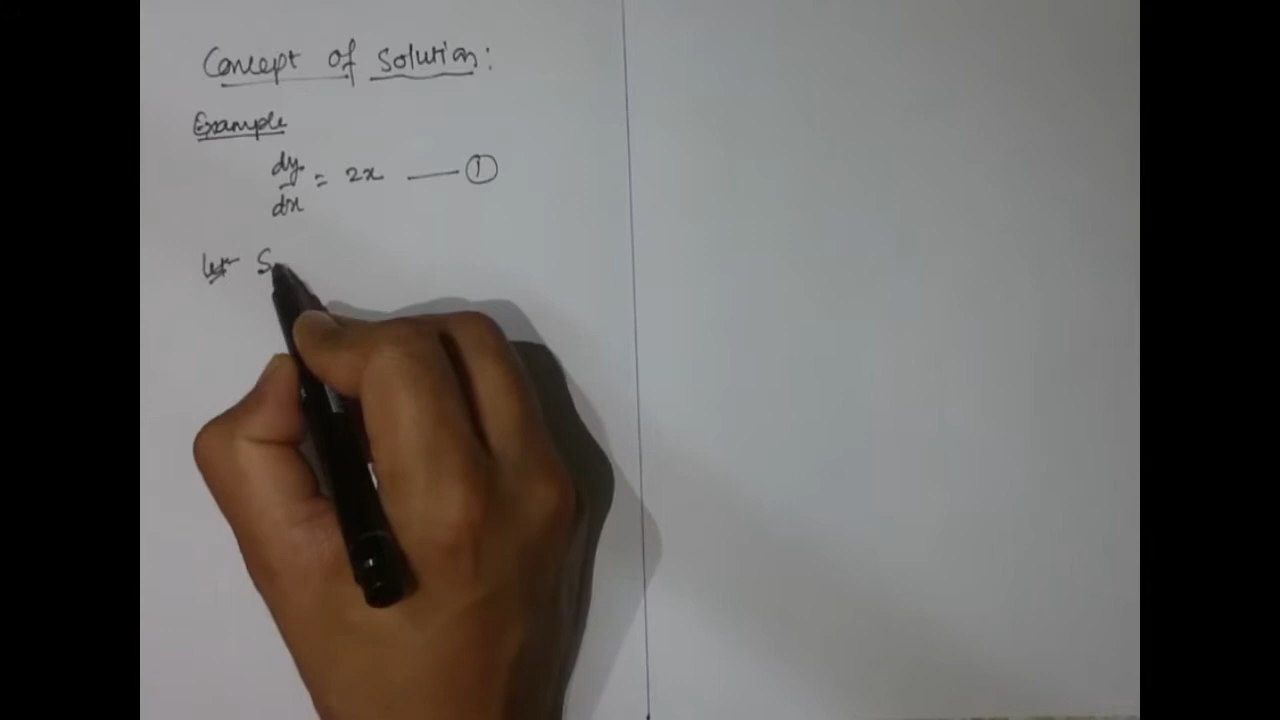 Concept of Solution:
Example
dy/dx = 2x —— ①
let S